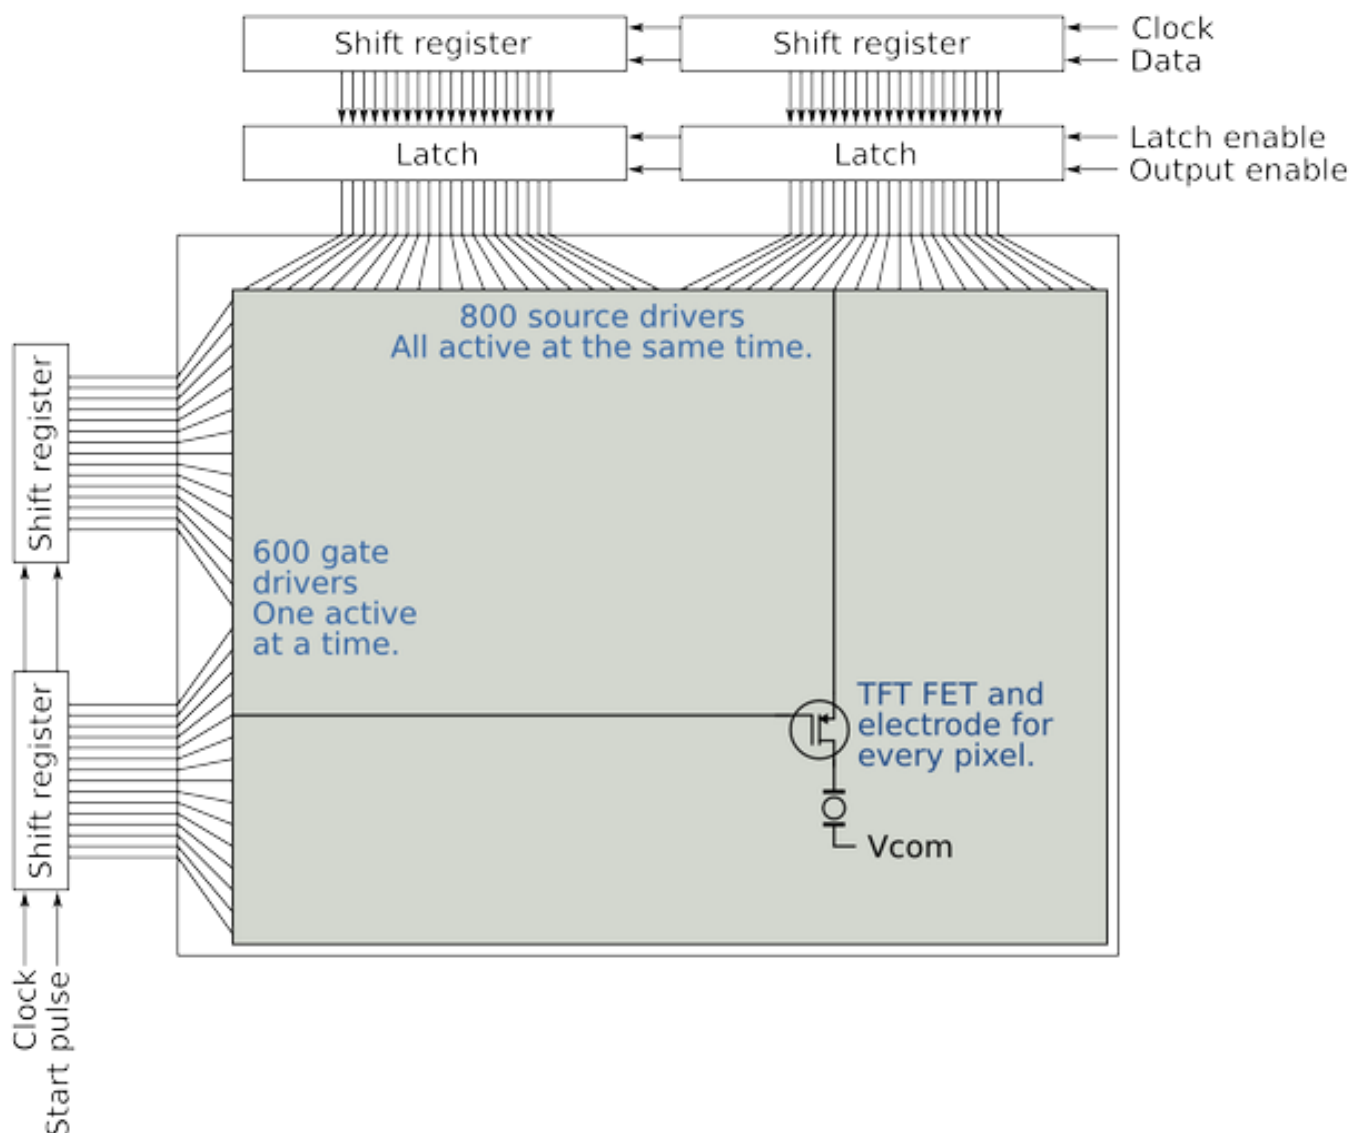 Shift register
Shift register
Clock
Data
Latch
Latch
Latch enable
Output enable
800 source drivers
All active at the same time.
Shift register
600 gate
drivers
One active
at a time.
Shift register
TFT FET and
electrode for
every pixel.
Vcom
Clock
Start pulse